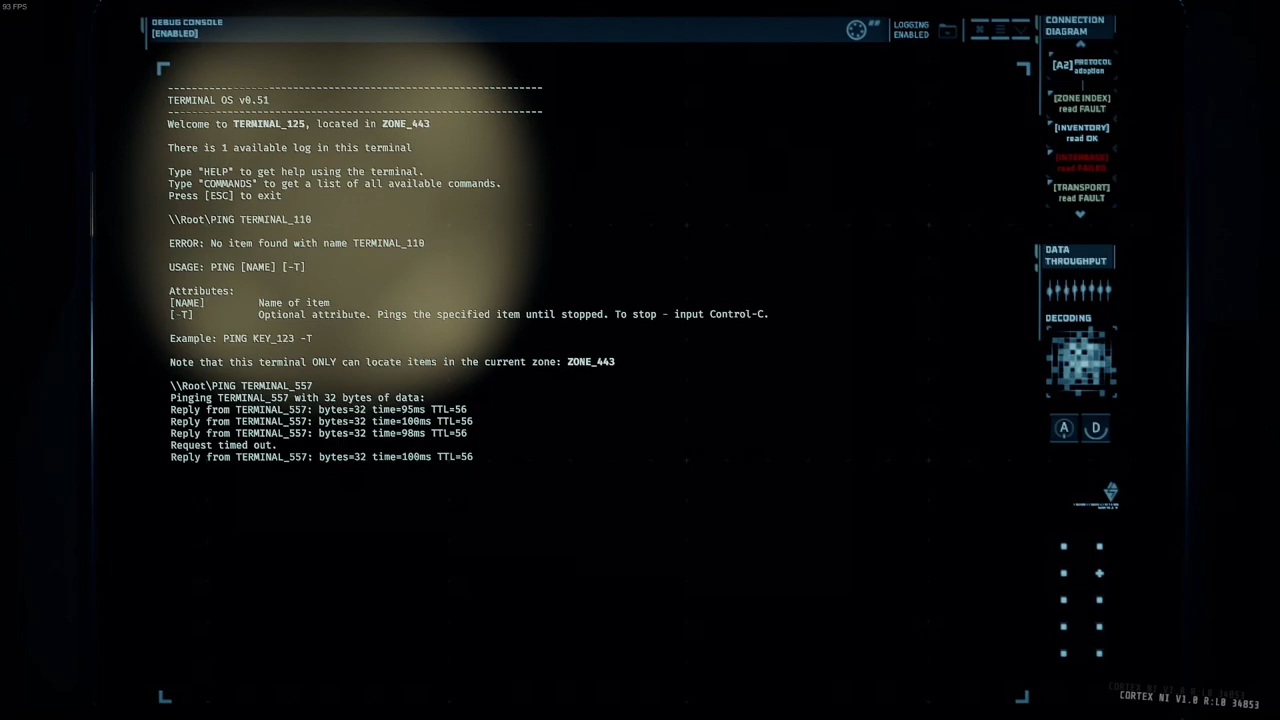 93 FPS
DEBUG CONSOLE
[ENABLED]
##
LOGGING
ENABLED
CONNECTION
DIAGRAM
[A2] PROTOCOL
adoption
[ZONE INDEX]
read FAULT
[INVENTORY]
read OK
read FAILED
[TRANSPORT]
read FAULT
DATA
THROUGHPUT
DECODING
A D
--------------------------------------------------------------
TERMINAL OS v0.51
--------------------------------------------------------------
Welcome to TERMINAL_125, located in ZONE_443
There is 1 available log in this terminal
Type "HELP" to get help using the terminal.
Type "COMMANDS" to get a list of all available commands.
Press [ESC] to exit
\\Root\PING TERMINAL_110
ERROR: No item found with name TERMINAL_110
USAGE: PING [NAME] [-T]
Attributes:
[NAME] Name of item
[-T] Optional attribute. Pings the specified item until stopped. To stop - input Control-C.
Example: PING KEY_123 -T
Note that this terminal ONLY can locate items in the current zone: ZONE_443
\\Root\PING TERMINAL_557
Pinging TERMINAL_557 with 32 bytes of data:
Reply from TERMINAL_557: bytes=32 time=95ms TTL=56
Reply from TERMINAL_557: bytes=32 time=100ms TTL=56
Reply from TERMINAL_557: bytes=32 time=98ms TTL=56
Request timed out.
Reply from TERMINAL_557: bytes=32 time=100ms TTL=56
CORTEX NI V1.0 R:L0 34853